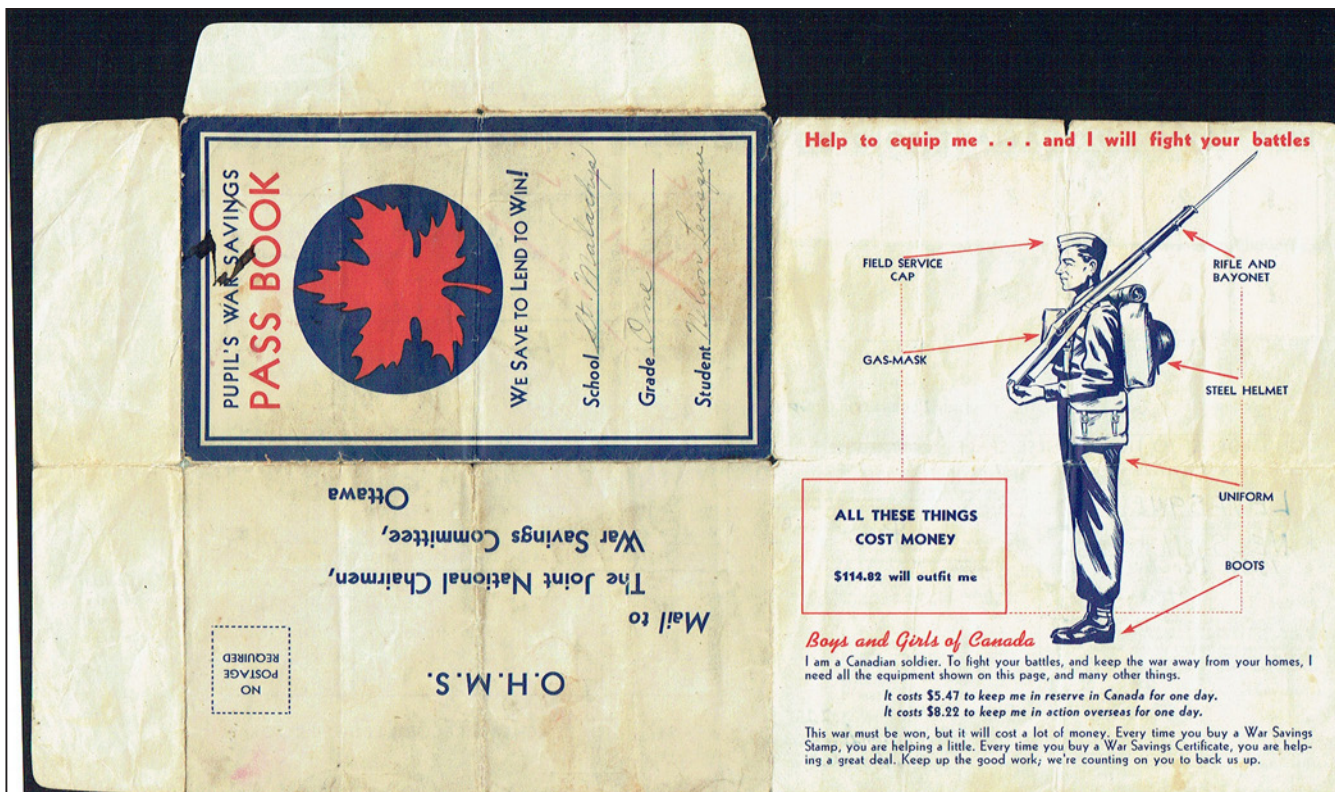 PUPIL'S WAR SAVINGS
PASS BOOK
WE SAVE TO LEND TO WIN!
School St Malachys
Grade One
Student Wilson Levesque
O.H.M.S.
NO
POSTAGE
REQUIRED
Mail to
The Joint National Chairmen,
War Savings Committee,
Ottawa
Help to equip me . . . and I will fight your battles
FIELD SERVICE
CAP
RIFLE AND
BAYONET
GAS-MASK
STEEL HELMET
UNIFORM
BOOTS
ALL THESE THINGS
COST MONEY
$114.82 will outfit me
Boys and Girls of Canada
I am a Canadian soldier. To fight your battles, and keep the war away from your homes, I
need all the equipment shown on this page, and many other things.
It costs $5.47 to keep me in reserve in Canada for one day.
It costs $8.22 to keep me in action overseas for one day.
This war must be won, but it will cost a lot of money. Every time you buy a War Savings
Stamp, you are helping a little. Every time you buy a War Savings Certificate, you are help-
ing a great deal. Keep up the good work; we're counting on you to back us up.